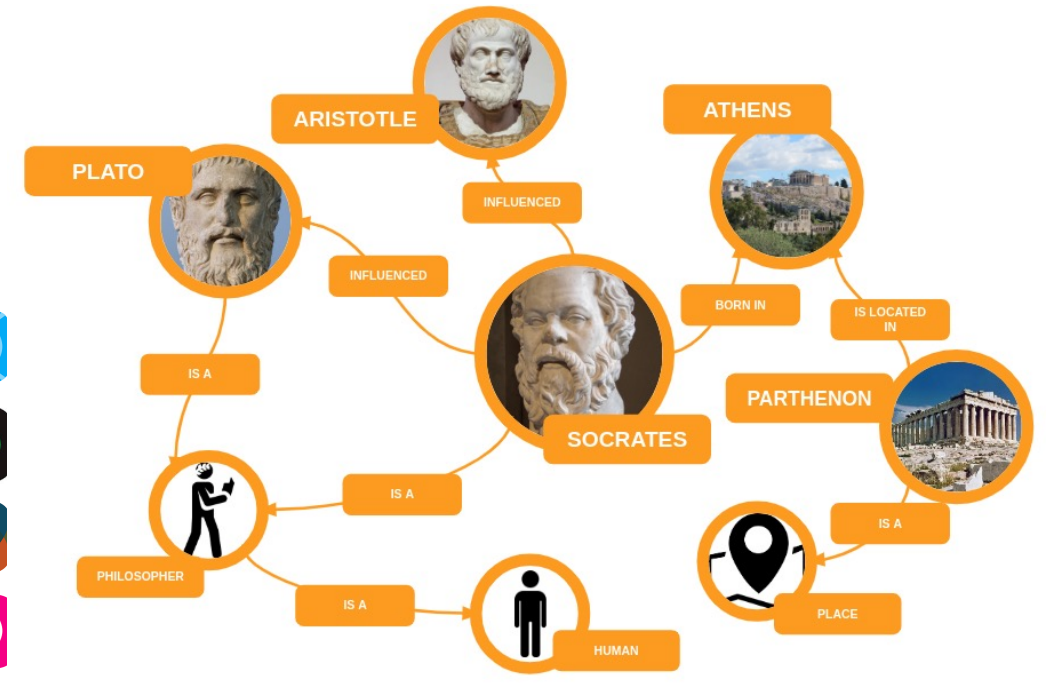 ARISTOTLE
ATHENS
PLATO
INFLUENCED
INFLUENCED
BORN IN
IS LOCATED
IN
IS A
PARTHENON
SOCRATES
IS A
IS A
PHILOSOPHER
IS A
PLACE
HUMAN